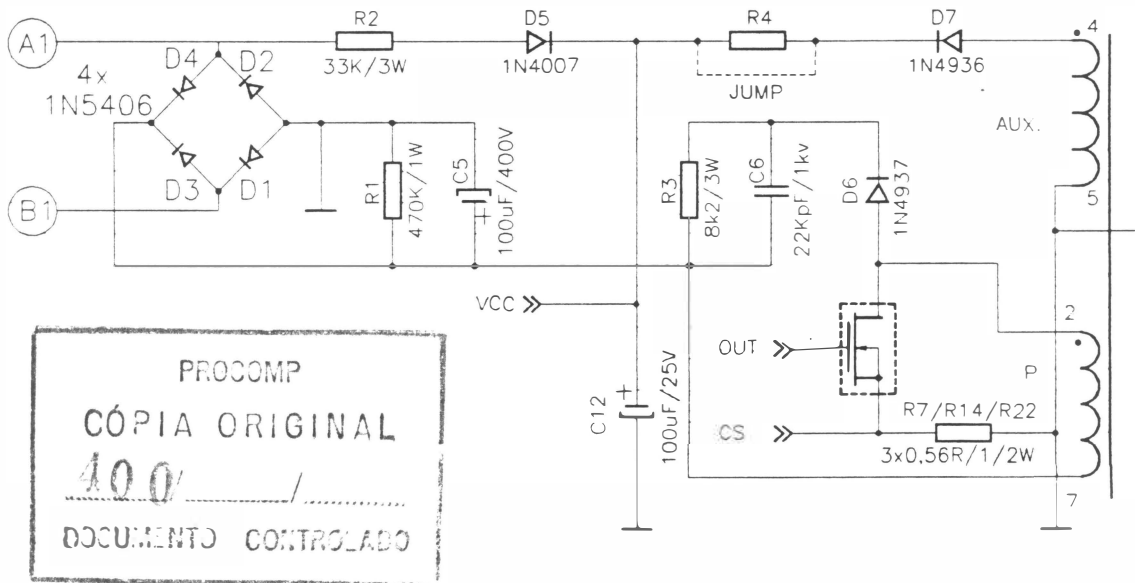 A1
R2
33K/3W
D5
1N4007
R4
JUMP
D7
1N4936
4
AUX.
5
4x
1N5406
D4
D2
D3
D1
B1
R1
470K/1W
C5
100uF/400V
+
R3
8k2/3W
C6
22KpF/1kv
D6
1N4937
VCC
OUT
CS
C12
100uF/25V
+
2
P
R7/R14/R22
3x0,56R/1/2W
7
PROCOMP
CÓPIA ORIGINAL
400/ /
DOCUMENTO CONTROLADO